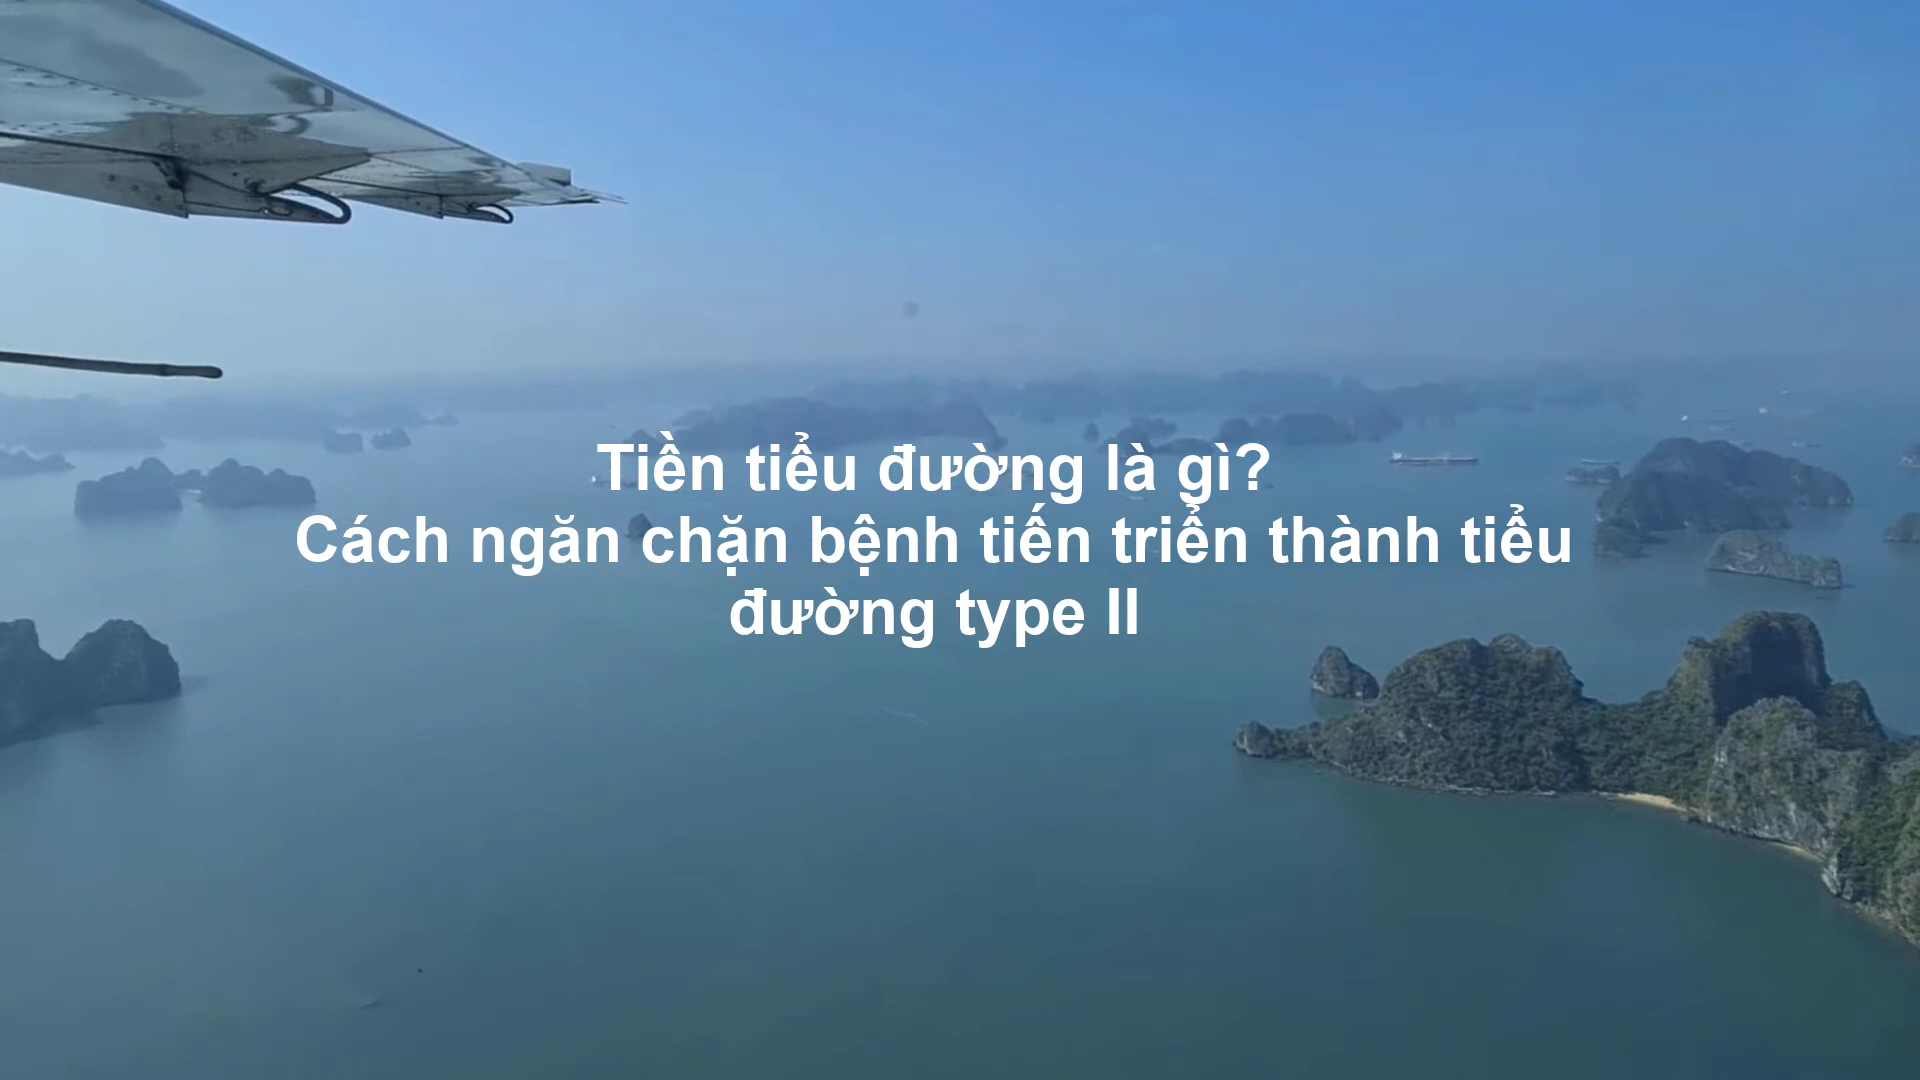 Tiền tiểu đường là gì?
Cách ngăn chặn bệnh tiến triển thành tiểu
đường type II